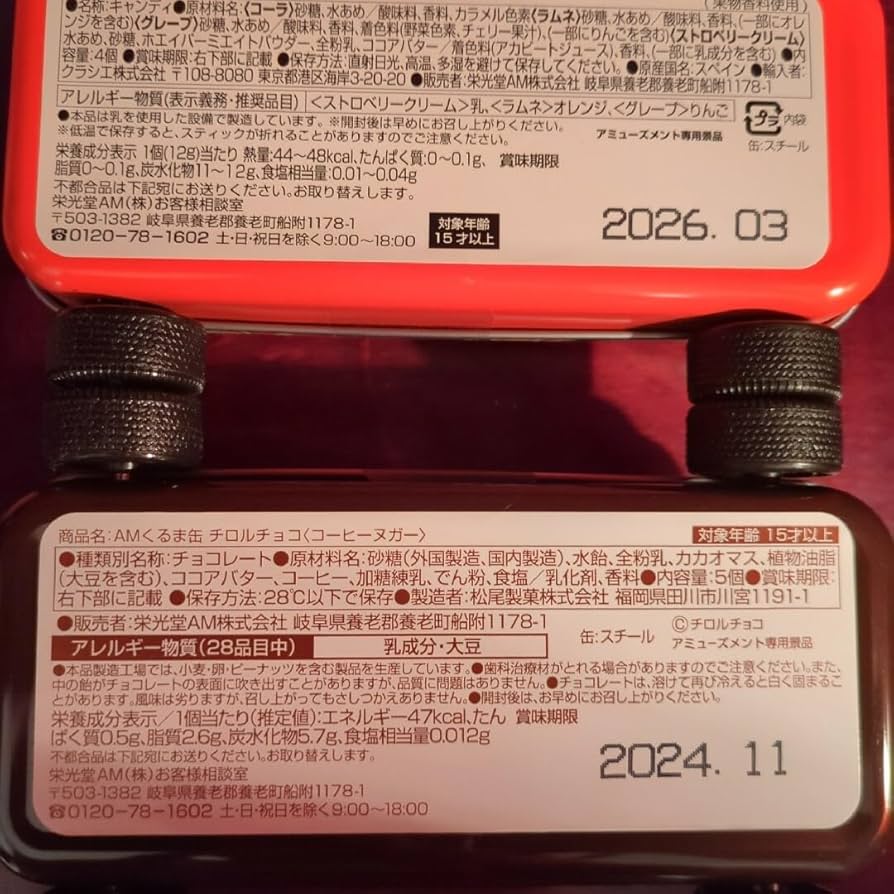 ●名称:キャンディ●原材料名:〈コーラ〉砂糖、水あめ/酸味料、香料、カラメル色素〈ラムネ〉砂糖、水あめ/酸味料、香料、(一部にオレ
(果物香料使用)
ンジを含む)〈グレープ〉砂糖、水あめ/酸味料、香料、着色料(野菜色素、チェリー果汁)、(一部にりんごを含む)〈ストロベリークリーム〉
水あめ、砂糖、ホエイパーミエイトパウダー、全粉乳、ココアバター/着色料(アカビートジュース)、香料、(一部に乳成分を含む) ●内
容量:4個 ●賞味期限:右下部に記載 ●保存方法:直射日光、高温、多湿を避けて保存してください。 ●原産国名:スペイン ●輸入者:
クラシエ株式会社 〒108-8080 東京都港区海岸3-20-20 ●販売者:栄光堂AM株式会社 岐阜県養老郡養老町船附1178-1
アレルギー物質(表示義務・推奨品目) <ストロベリークリーム>乳、<ラムネ>オレンジ、<グレープ>りんご
プラ 内袋
●本品は乳を使用した設備で製造しています。※開封後は早めにお召し上がりください。
※低温で保存すると、スティックが折れることがありますのでご注意ください。
アミューズメント専用景品
缶:スチール
栄養成分表示 1個(12g)当たり 熱量:44~48kcal、たんぱく質:0~0.1g、 賞味期限
脂質0~0.1g、炭水化物11~12g、食塩相当量:0.01~0.04g
不都合品は下記宛にお送りください。お取り替えします。
栄光堂AM(株)お客様相談室
〒503-1382 岐阜県養老郡養老町船附1178-1
☎0120-78-1602 土・日・祝日を除く9:00~18:00
対象年齢
15才以上
2026. 03
商品名:AMくるま缶 チロルチョコ〈コーヒーヌガー〉
対象年齢 15才以上
●種類別名称:チョコレート●原材料名:砂糖(外国製造、国内製造)、水飴、全粉乳、カカオマス、植物油脂
(大豆を含む)、ココアバター、コーヒー、加糖練乳、でん粉、食塩/乳化剤、香料●内容量:5個●賞味期限:
右下部に記載 ●保存方法:28℃以下で保存●製造者:松尾製菓株式会社 福岡県田川市川宮1191-1
●販売者:栄光堂AM株式会社 岐阜県養老郡養老町船附1178-1
アレルギー物質(28品目中) 乳成分・大豆
缶:スチール
Ⓒチロルチョコ
アミューズメント専用景品
●本品製造工場では、小麦・卵・ピーナッツを含む製品を生産しています。●歯科治療材がとれる場合がありますのでご注意ください。また、
中の飴がチョコレートの表面に吹き出すことがありますが、品質に問題はありません。●チョコレートは、溶けて再び冷えると白く固まるこ
とがあります。風味は劣りますが、召し上がってもさしつかえありません。●開封後は、お早めにお召し上がりください。
栄養成分表示/1個当たり(推定値):エネルギー47kcal、たん 賞味期限
ぱく質0.5g、脂質2.6g、炭水化物5.7g、食塩相当量0.012g
不都合品は下記宛にお送りください。お取り替えします。
栄光堂AM(株)お客様相談室
〒503-1382 岐阜県養老郡養老町船附1178-1
☎0120-78-1602 土・日・祝日を除く9:00~18:00
2024. 11